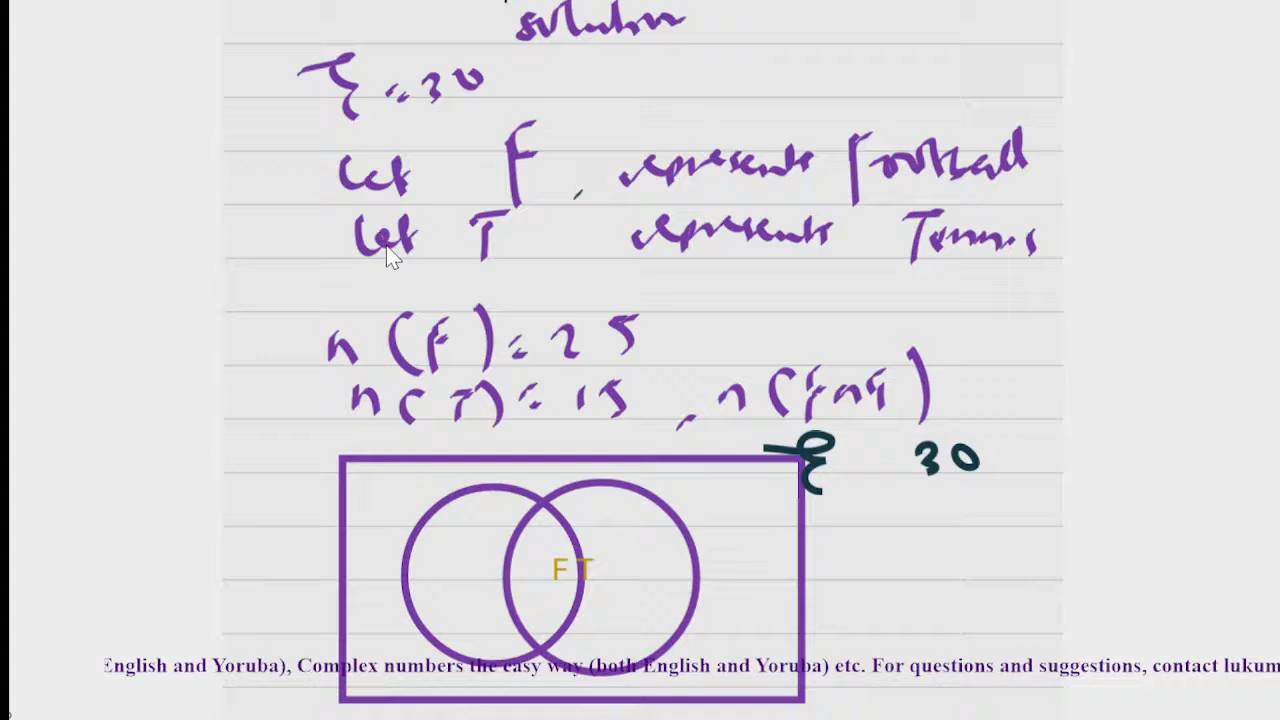 solution
ξ = 30
Let F represents Football
Let T represents Tennis
n(F) = 25
n(T) = 15, n(FnT)
ξ 30
F T
English and Yoruba), Complex numbers the easy way (both English and Yoruba) etc. For questions and suggestions, contact lukum